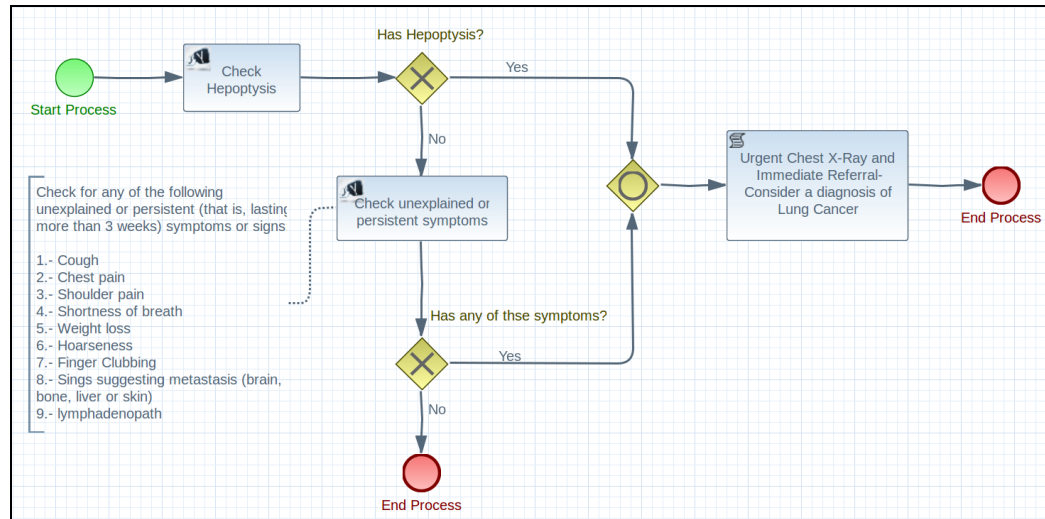 Has Hepoptysis?
Check
Hepoptysis
Yes
Start Process
No
Check for any of the following
unexplained or persistent (that is, lasting
more than 3 weeks) symptoms or signs
1.- Cough
2.- Chest pain
3.- Shoulder pain
4.- Shortness of breath
5.- Weight loss
6.- Hoarseness
7.- Finger Clubbing
8.- Sings suggesting metastasis (brain,
bone, liver or skin)
9.- lymphadenopath
Check unexplained or
persistent symptoms
Urgent Chest X-Ray and
Immediate Referral-
Consider a diagnosis of
Lung Cancer
End Process
Has any of thse symptoms?
Yes
No
End Process